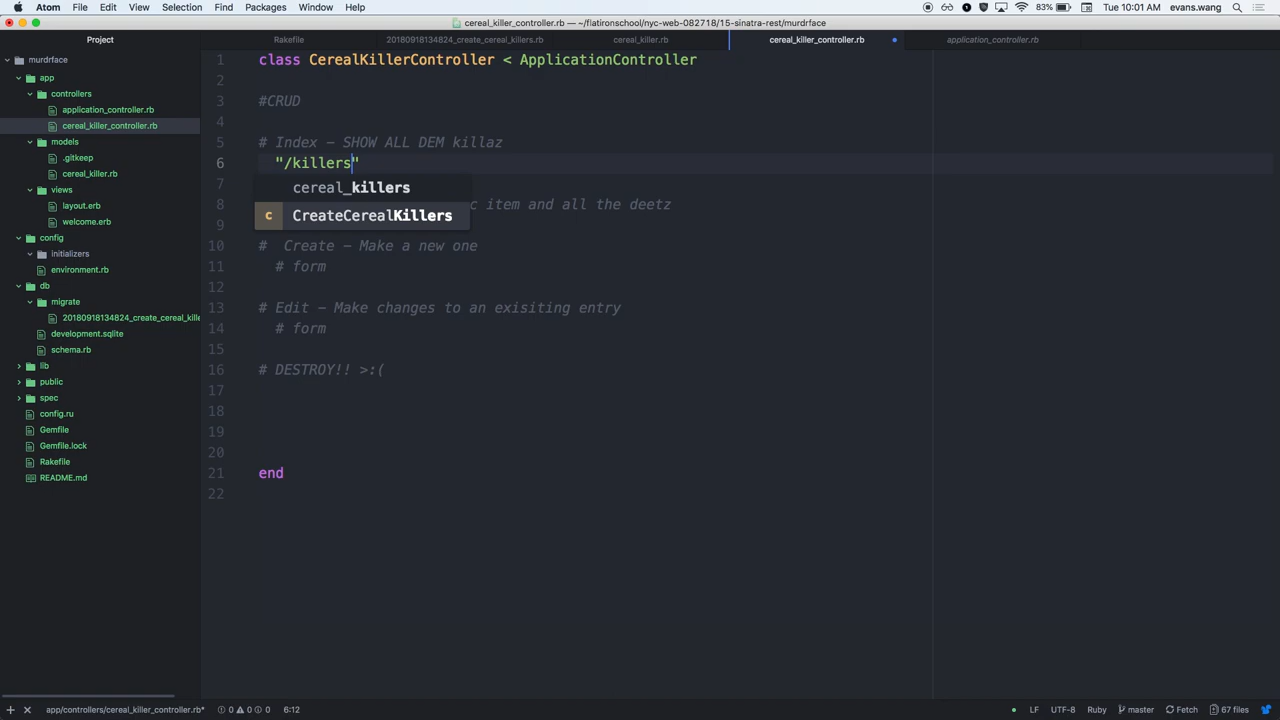 Atom File Edit View Selection Find Packages Window Help 83% Tue 10:01 AM evans.wang
cereal_killer_controller.rb — ~/flatironschool/nyc-web-082718/15-sinatra-rest/murdrface
Project Rakefile 20180918134824_create_cereal_killers.rb cereal_killer.rb cereal_killer_controller.rb application_controller.rb
murdrface
app
controllers
application_controller.rb
cereal_killer_controller.rb
models
.gitkeep
cereal_killer.rb
views
layout.erb
welcome.erb
config
initializers
environment.rb
db
migrate
20180918134824_create_cereal_kille
development.sqlite
schema.rb
lib
public
spec
config.ru
Gemfile
Gemfile.lock
Rakefile
README.md
1 class CerealKillerController < ApplicationController
2
3 #CRUD
4
5 # Index - SHOW ALL DEM killaz
6 "/killers"
7 cereal_killers
8 c item and all the deetz
c CreateCerealKillers
9
10 # Create - Make a new one
11 # form
12
13 # Edit - Make changes to an exisiting entry
14 # form
15
16 # DESTROY!! >:(
17
18
19
20
21 end
22
app/controllers/cereal_killer_controller.rb* 0 0 0 6:12 LF UTF-8 Ruby master Fetch 67 files